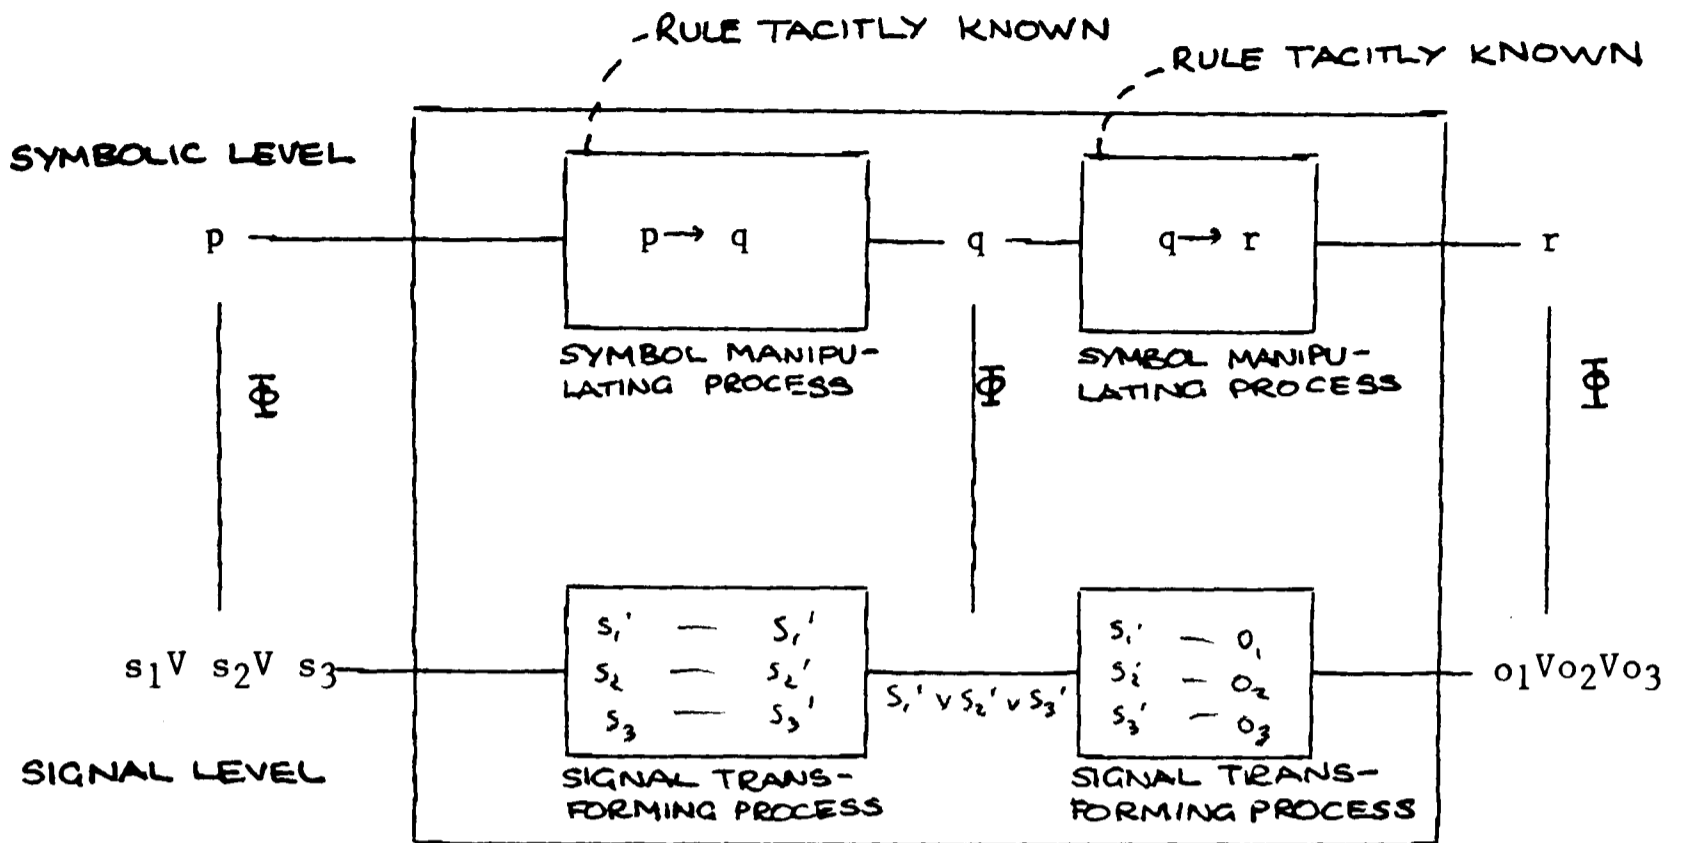 RULE TACITLY KNOWN
RULE TACITLY KNOWN
SYMBOLIC LEVEL
p
p → q
q
q → r
r
SYMBOL MANIPU-
LATING PROCESS
SYMBOL MANIPU-
LATING PROCESS
Φ
Φ
Φ
s₁V s₂V s₃
s₁' — s₁'
s₂ — s₂'
s₃ — s₃'
s₁' v s₂' v s₃'
s₁' — o₁
s₂' — o₂
s₃' — o₃
o₁Vo₂Vo₃
SIGNAL LEVEL
SIGNAL TRANS-
FORMING PROCESS
SIGNAL TRANS-
FORMING PROCESS